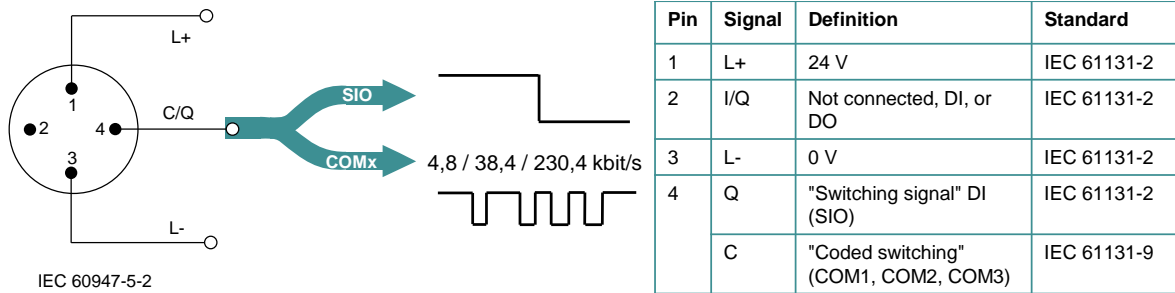 L+
1
2
4
3
C/Q
SIO
COMx
4,8 / 38,4 / 230,4 kbit/s
L-
IEC 60947-5-2
Pin Signal Definition Standard
1 L+ 24 V IEC 61131-2
2 I/Q Not connected, DI, or IEC 61131-2
DO
3 L- 0 V IEC 61131-2
4 Q "Switching signal" DI IEC 61131-2
(SIO)
C "Coded switching" IEC 61131-9
(COM1, COM2, COM3)